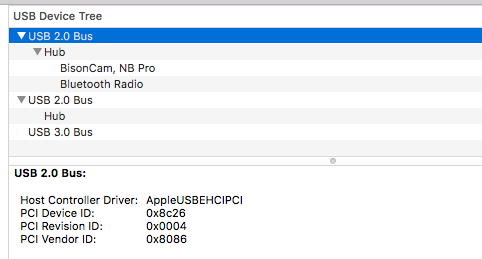 USB Device Tree
USB 2.0 Bus
Hub
BisonCam, NB Pro
Bluetooth Radio
USB 2.0 Bus
Hub
USB 3.0 Bus
USB 2.0 Bus:
Host Controller Driver: AppleUSBEHCIPCI
PCI Device ID: 0x8c26
PCI Revision ID: 0x0004
PCI Vendor ID: 0x8086